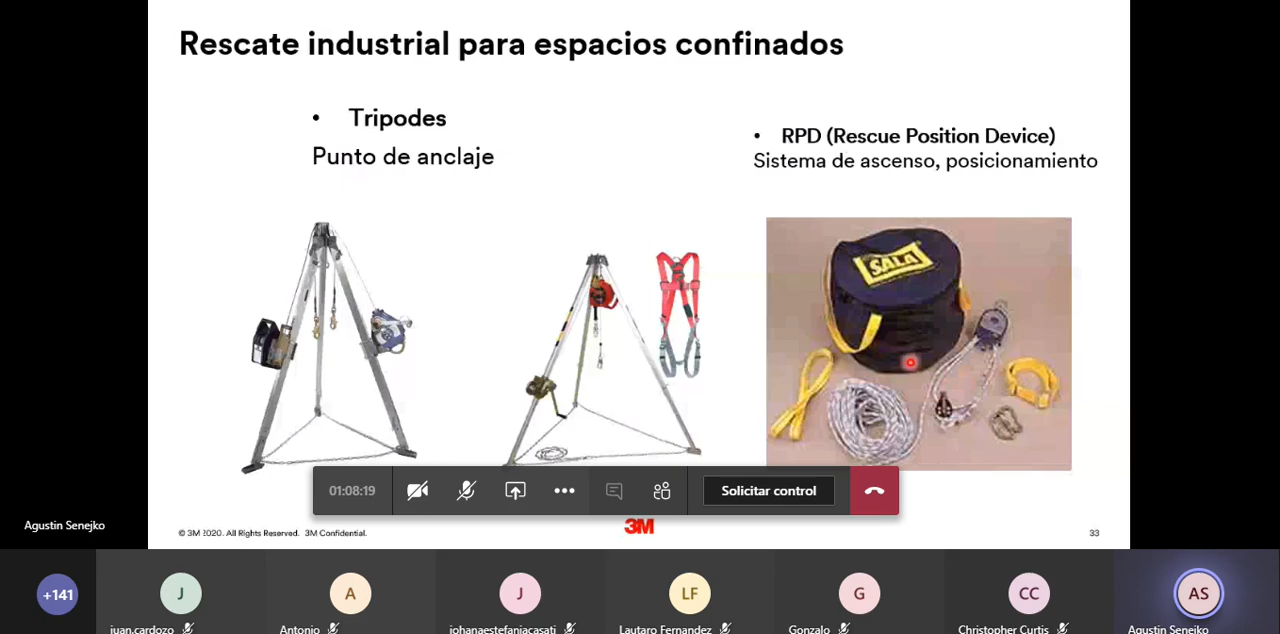 Rescate industrial para espacios confinados
• Tripodes
Punto de anclaje
• RPD (Rescue Position Device)
Sistema de ascenso, posicionamiento
SALA
01:08:19
Solicitar control
Agustin Senejko
© 3M 2020. All Rights Reserved. 3M Confidential.
3M
33
+141
J
A
J
LF
G
CC
AS
juan.cardozo
Antonio
johanaestefaniacasati
Lautaro Fernandez
Gonzalo
Christopher Curtis
Agustin Senejko